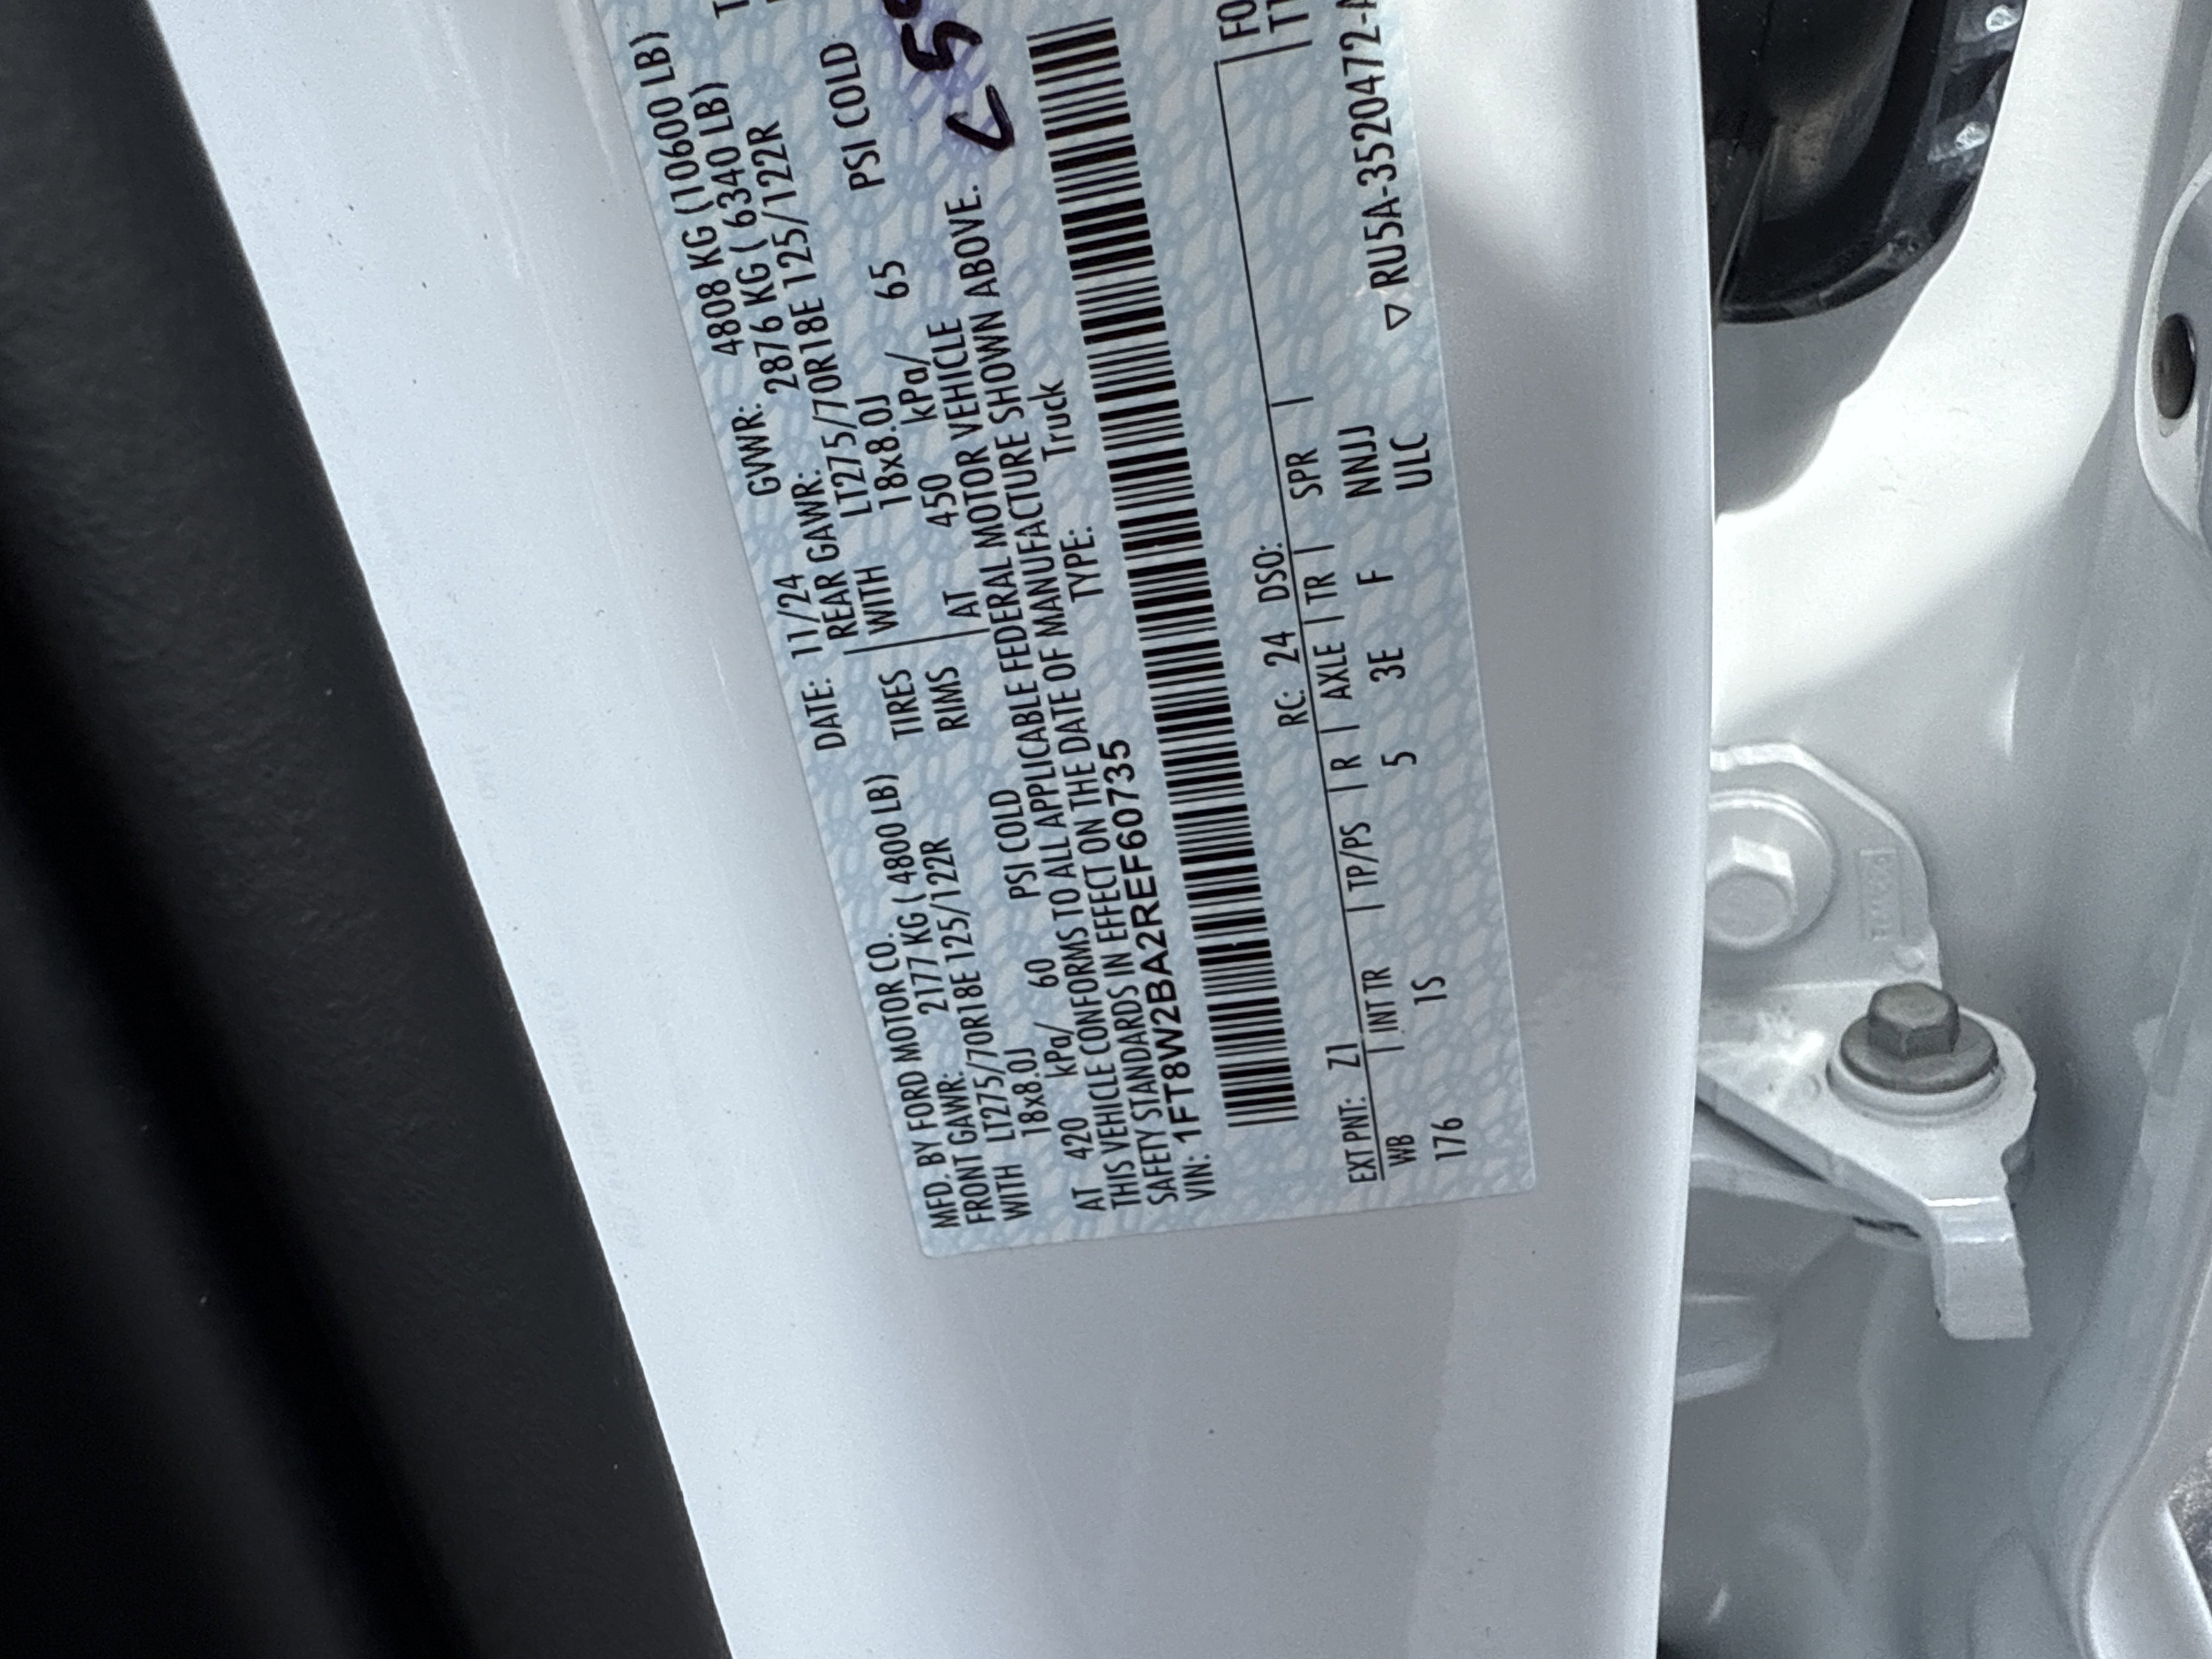 MFD. BY FORD MOTOR CO.
DATE: 11/24 GVWR: 4808 KG (10600 LB)
FRONT GAWR: 2177 KG ( 4800 LB) REAR GAWR: 2876 KG ( 6340 LB)
WITH LT275/70R18E 125/122R TIRES WITH LT275/70R18E 125/122R
18x8.0J RIMS 18x8.0J
AT 420 kPa/ 60 PSI COLD AT 450 kPa/ 65 PSI COLD
THIS VEHICLE CONFORMS TO ALL APPLICABLE FEDERAL MOTOR VEHICLE
SAFETY STANDARDS IN EFFECT ON THE DATE OF MANUFACTURE SHOWN ABOVE.
VIN: 1FT8W2BA2REF60735 TYPE: Truck
EXT PNT: Z1 RC: 24 DSO:
WB INT TR TP/PS R AXLE TR SPR
176 1S 5 3E F NNJJ
ULC
▽ RU5A-3520472-